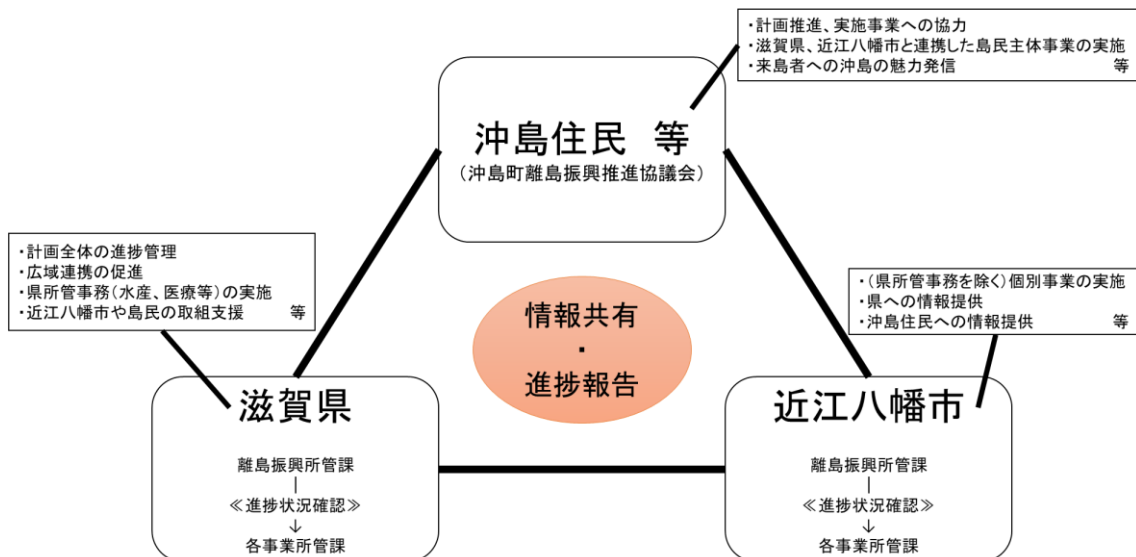 ・計画推進、実施事業への協力
・滋賀県、近江八幡市と連携した島民主体事業の実施
・来島者への沖島の魅力発信 等
沖島住民 等
(沖島町離島振興推進協議会)
・計画全体の進捗管理
・広域連携の促進
・県所管事務(水産、医療等)の実施
・近江八幡市や島民の取組支援 等
・(県所管事務を除く)個別事業の実施
・県への情報提供
・沖島住民への情報提供 等
情報共有
・
進捗報告
滋賀県
離島振興所管課
≪進捗状況確認≫
↓
各事業所管課
近江八幡市
離島振興所管課
≪進捗状況確認≫
↓
各事業所管課